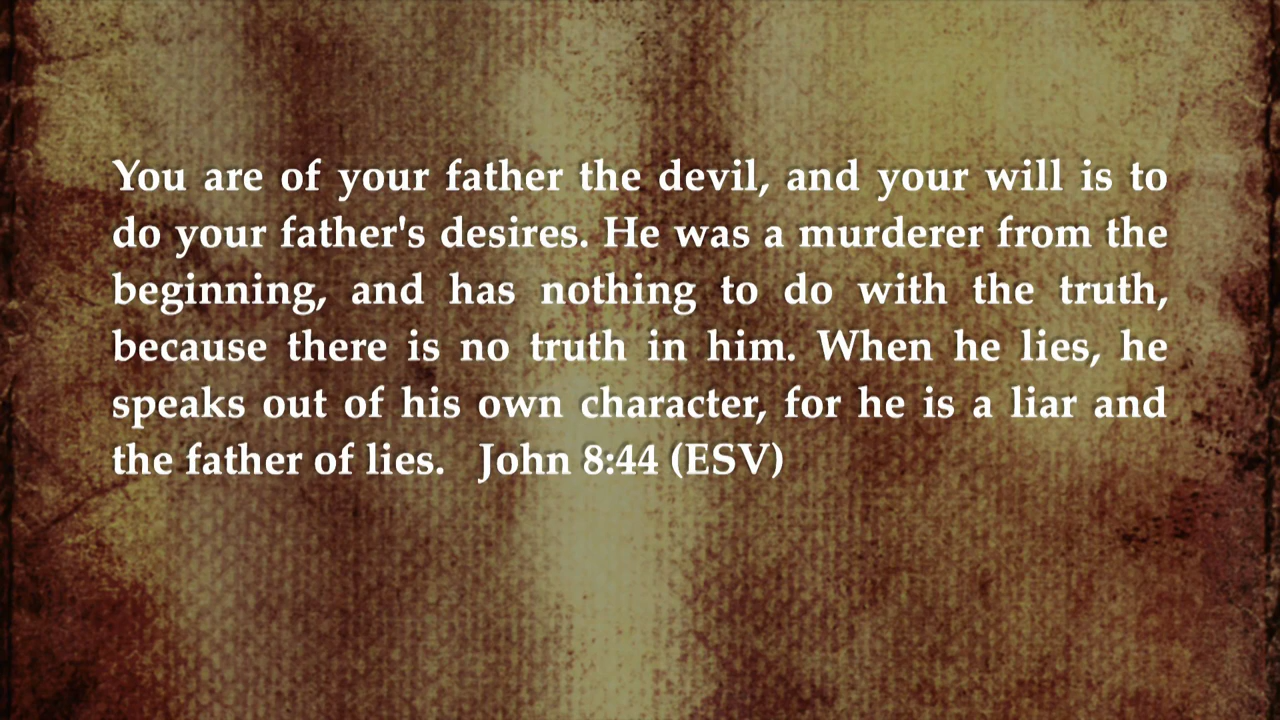 You are of your father the devil, and your will is to
do your father's desires. He was a murderer from the
beginning, and has nothing to do with the truth,
because there is no truth in him. When he lies, he
speaks out of his own character, for he is a liar and
the father of lies.   John 8:44 (ESV)